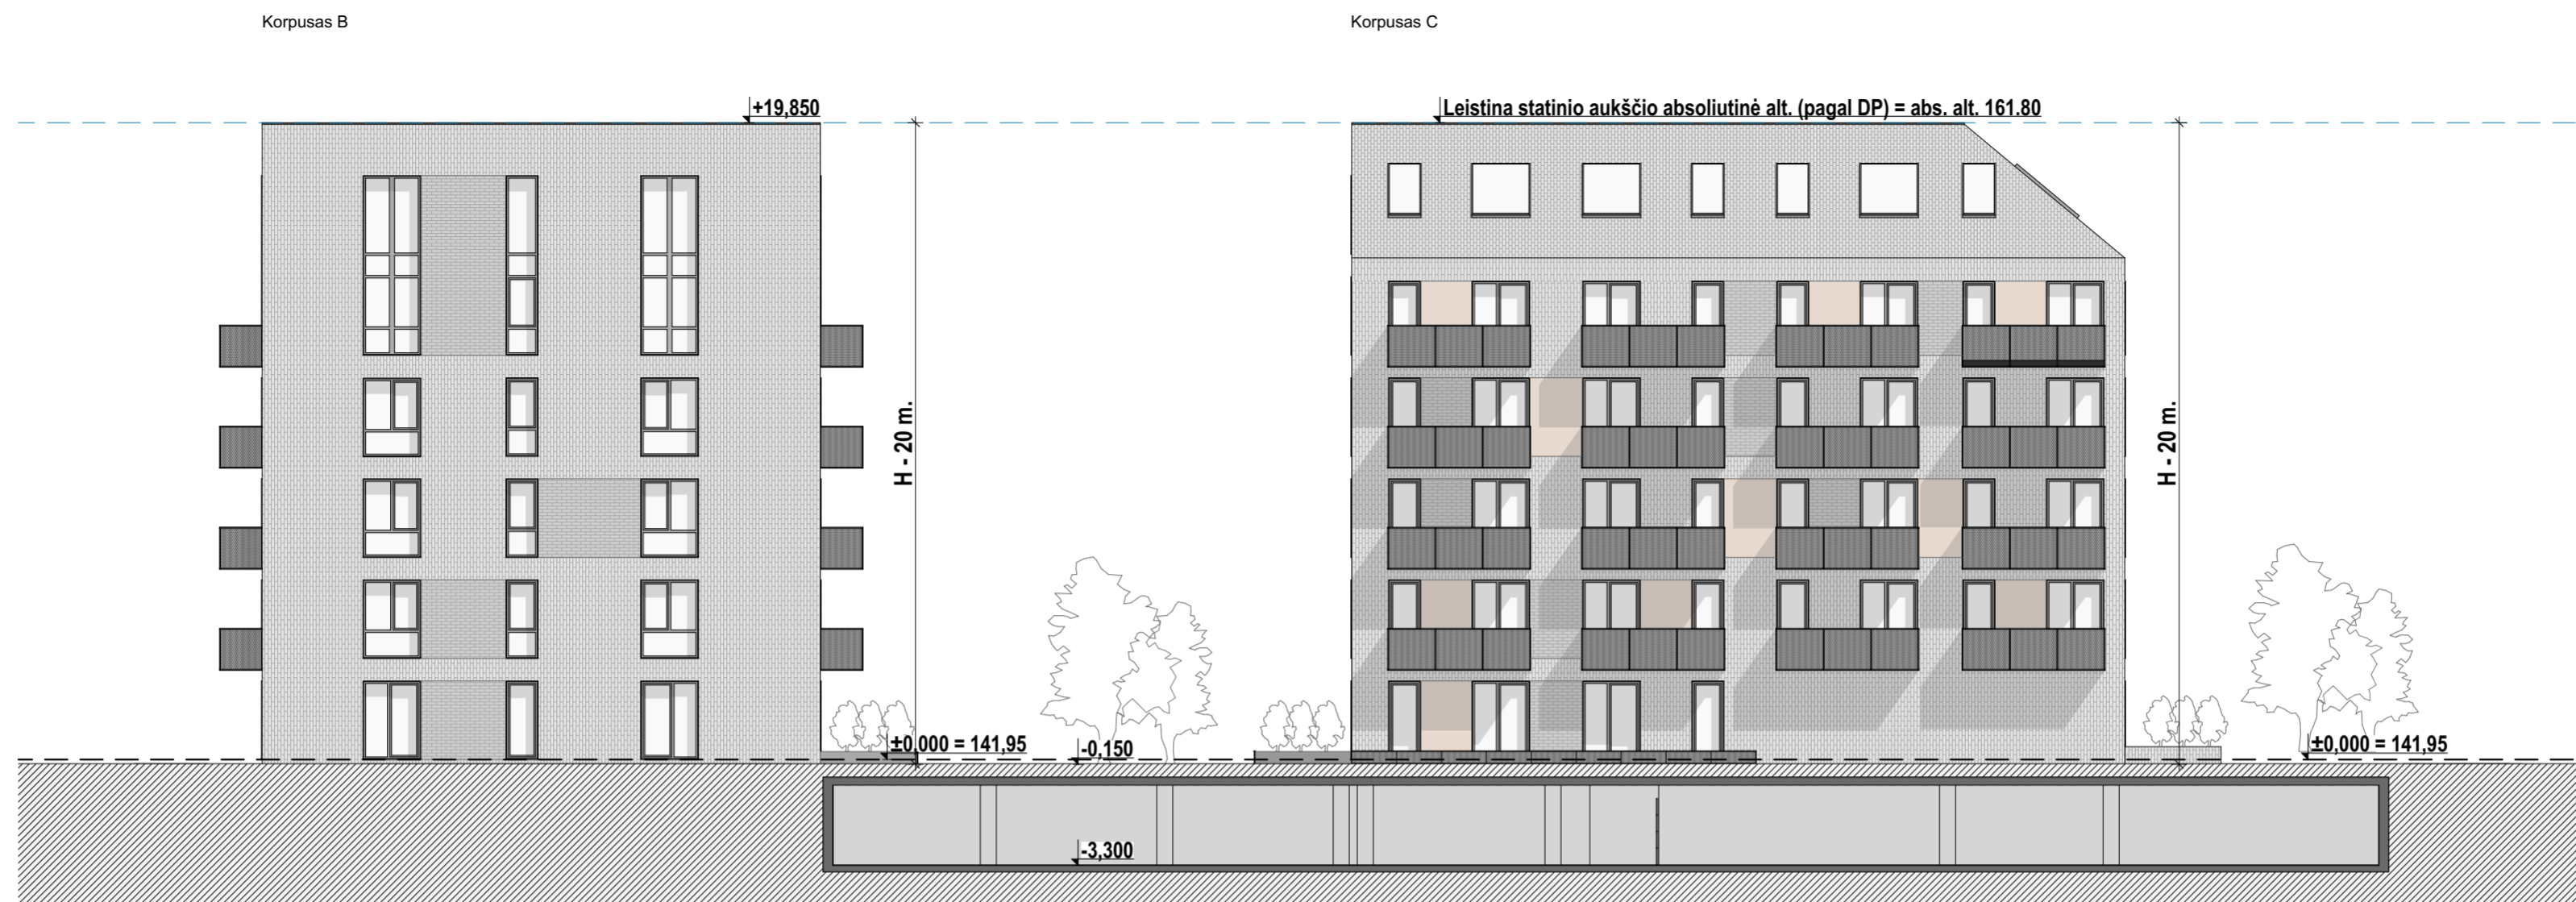 Korpusas B
Korpusas C
+19,850
Leistina statinio aukščio absoliutinė alt. (pagal DP) = abs. alt. 161.80
H - 20 m.
H - 20 m.
±0,000 = 141,95
-0,150
±0,000 = 141,95
-3,300